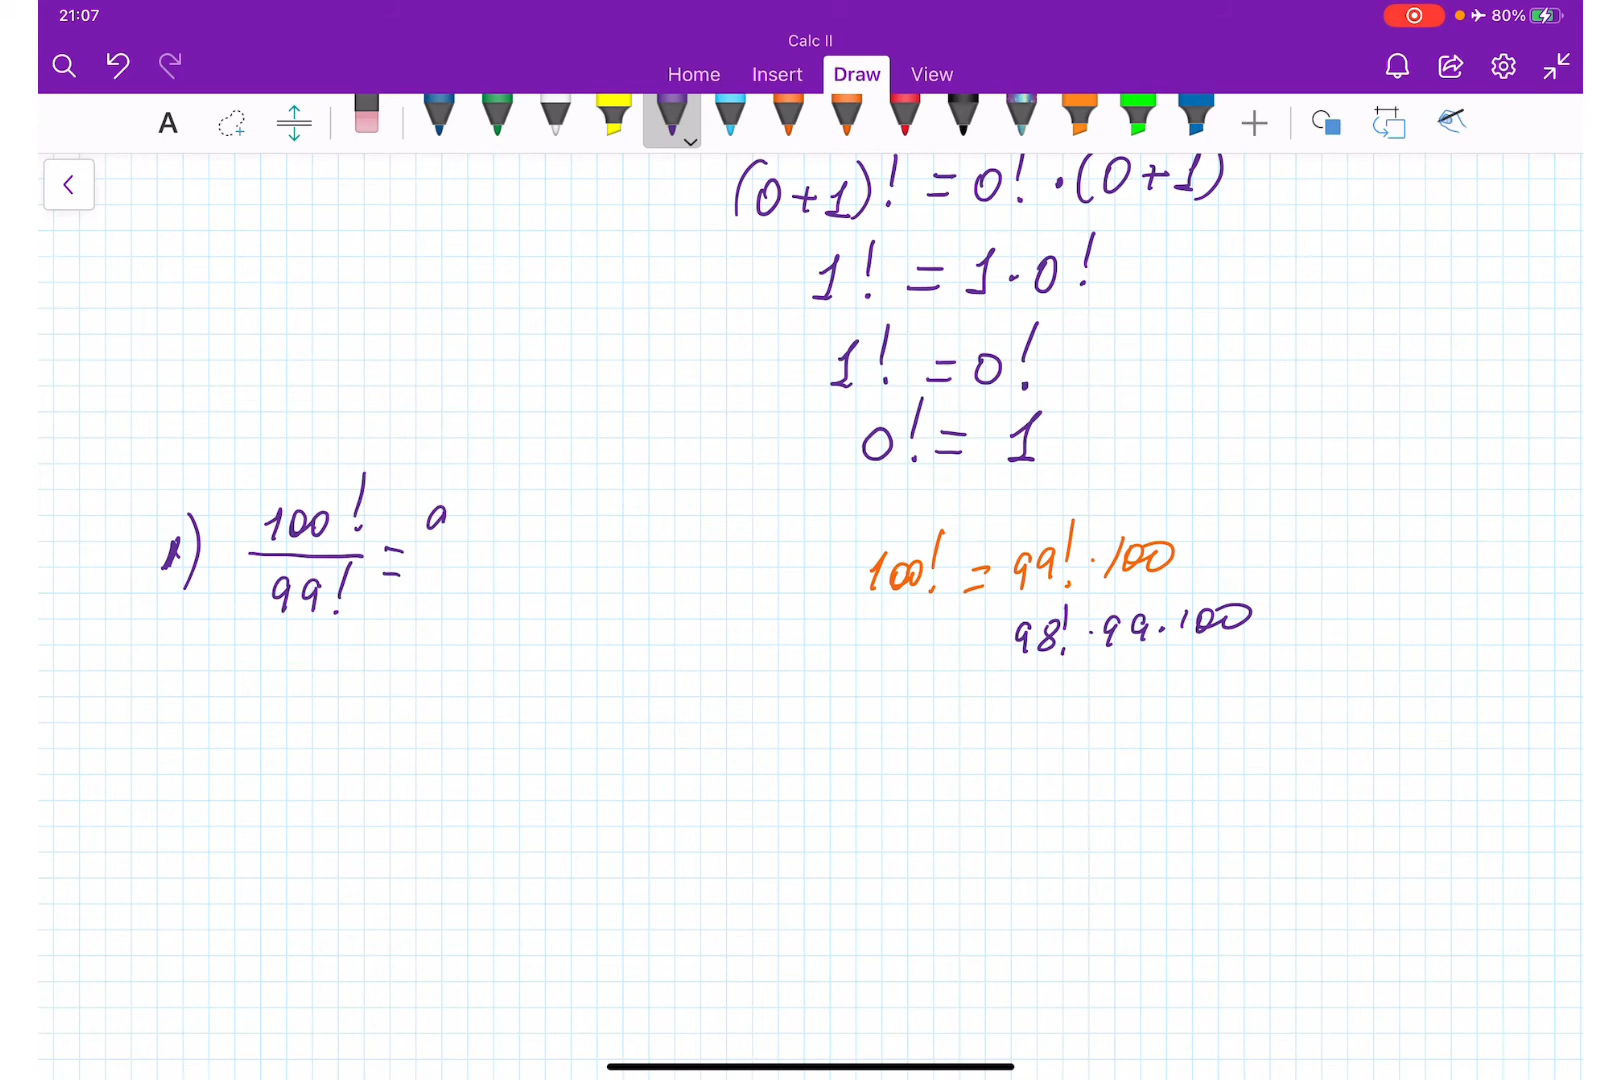 21:07
80%
Calc II
Home Insert Draw View
A
(0+1)! = 0! · (0+1)
1! = 1 · 0!
1! = 0!
0! = 1
100! / 99! =
100! = 99! · 100
98! · 99 · 100